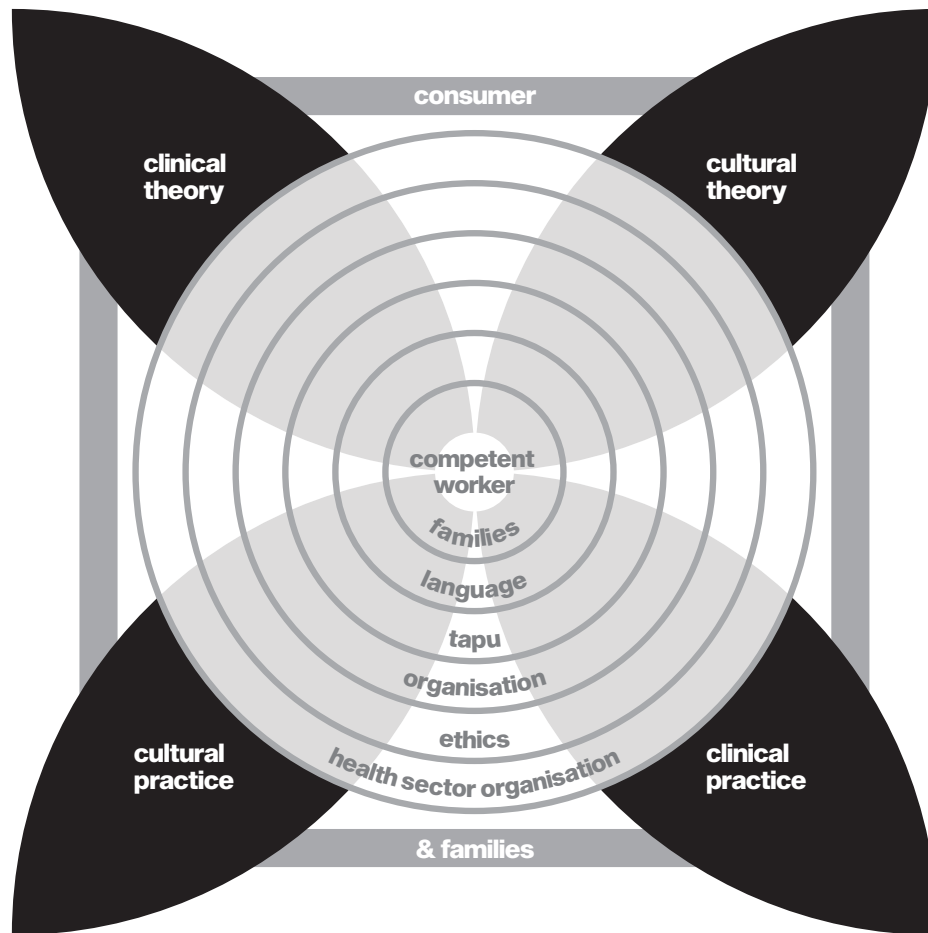 consumer
clinical
theory
cultural
theory
competent
worker
families
language
tapu
organisation
ethics
health sector organisation
cultural
practice
clinical
practice
& families